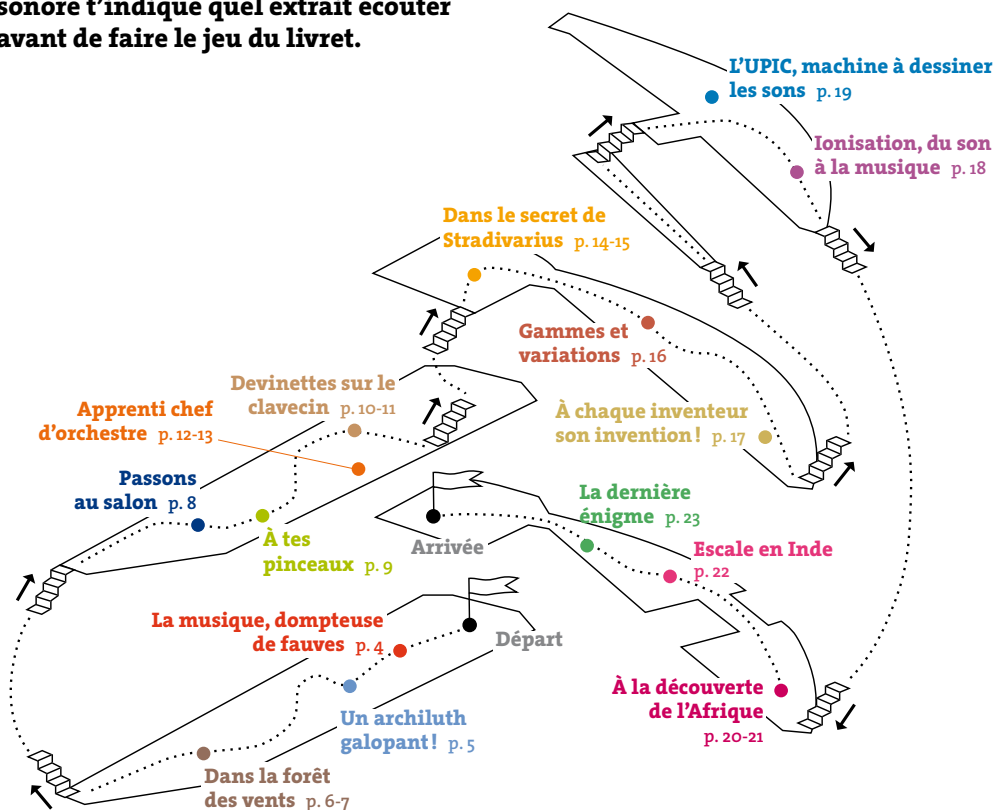 sonore t'indique quel extrait écouter
avant de faire le jeu du livret.
L'UPIC, machine à dessiner
les sons p. 19
Ionisation, du son
à la musique p. 18
Dans le secret de
Stradivarius p. 14-15
Gammes et
variations p. 16
Devinettes sur le
clavecin p. 10-11
Apprenti chef
d'orchestre p. 12-13
À chaque inventeur
son invention! p. 17
Passons
au salon p. 8
À tes
pinceaux p. 9
Arrivée
La dernière
énigme p. 23
Escale en Inde
p. 22
La musique, dompteuse
de fauves p. 4
Départ
Un archiluth
galopant! p. 5
À la découverte
de l'Afrique
p. 20-21
Dans la forêt
des vents p. 6-7